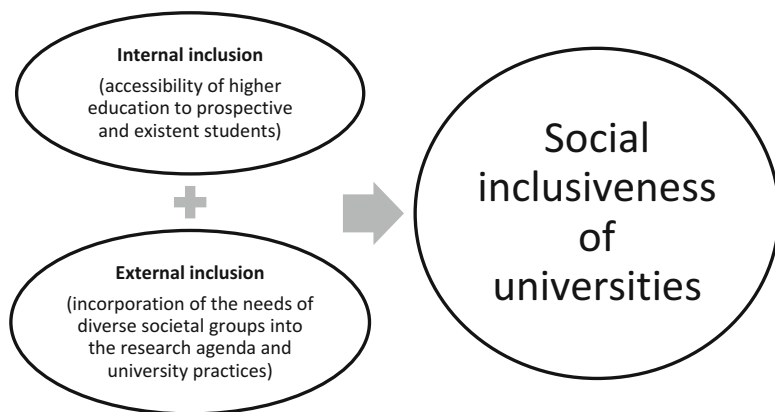 Internal inclusion
(accessibility of higher
education to prospective
and existent students)
External inclusion
(incorporation of the needs of
diverse societal groups into
the research agenda and
university practices)
Social
inclusiveness
of
universities